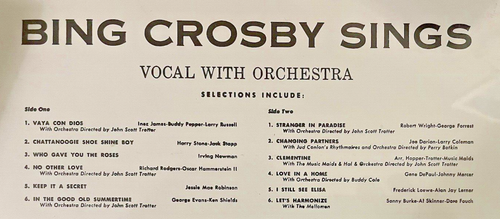 BING CROSBY SINGS
VOCAL WITH ORCHESTRA
SELECTIONS INCLUDE:
Side One
1. VAYA CON DIOS Inez James-Buddy Pepper-Larry Russell
With Orchestra Directed by John Scott Trotter
2. CHATTANOOGIE SHOE SHINE BOY Harry Stone-Jack Stapp
3. WHO GAVE YOU THE ROSES Irving Newman
4. NO OTHER LOVE Richard Rodgers-Oscar Hammerstein II
With Orchestra Directed by John Scott Trotter
5. KEEP IT A SECRET Jessie Mae Robinson
6. IN THE GOOD OLD SUMMERTIME George Evans-Ken Shields
With Orchestra Directed by John Scott Trotter
Side Two
1. STRANGER IN PARADISE Robert Wright-George Forrest
With Orchestra Directed by John Scott Trotter
2. CHANGING PARTNERS Joe Darion-Larry Coleman
With Jud Conlon's Rhythmaires and Orchestra Directed by Perry Botkin
3. CLEMENTINE Arr. Hopper-Trotter-Music Maids
With The Music Maids & Hal & Orchestra Directed by John Scott Trotter
4. LOVE IN A HOME Gene DePaul-Johnny Mercer
With Orchestra Directed by Buddy Cole
5. I STILL SEE ELISA Frederick Loewe-Alan Jay Lerner
6. LET'S HARMONIZE Sonny Burke-Al Skinner-Dora Fauch
With The Mellomen